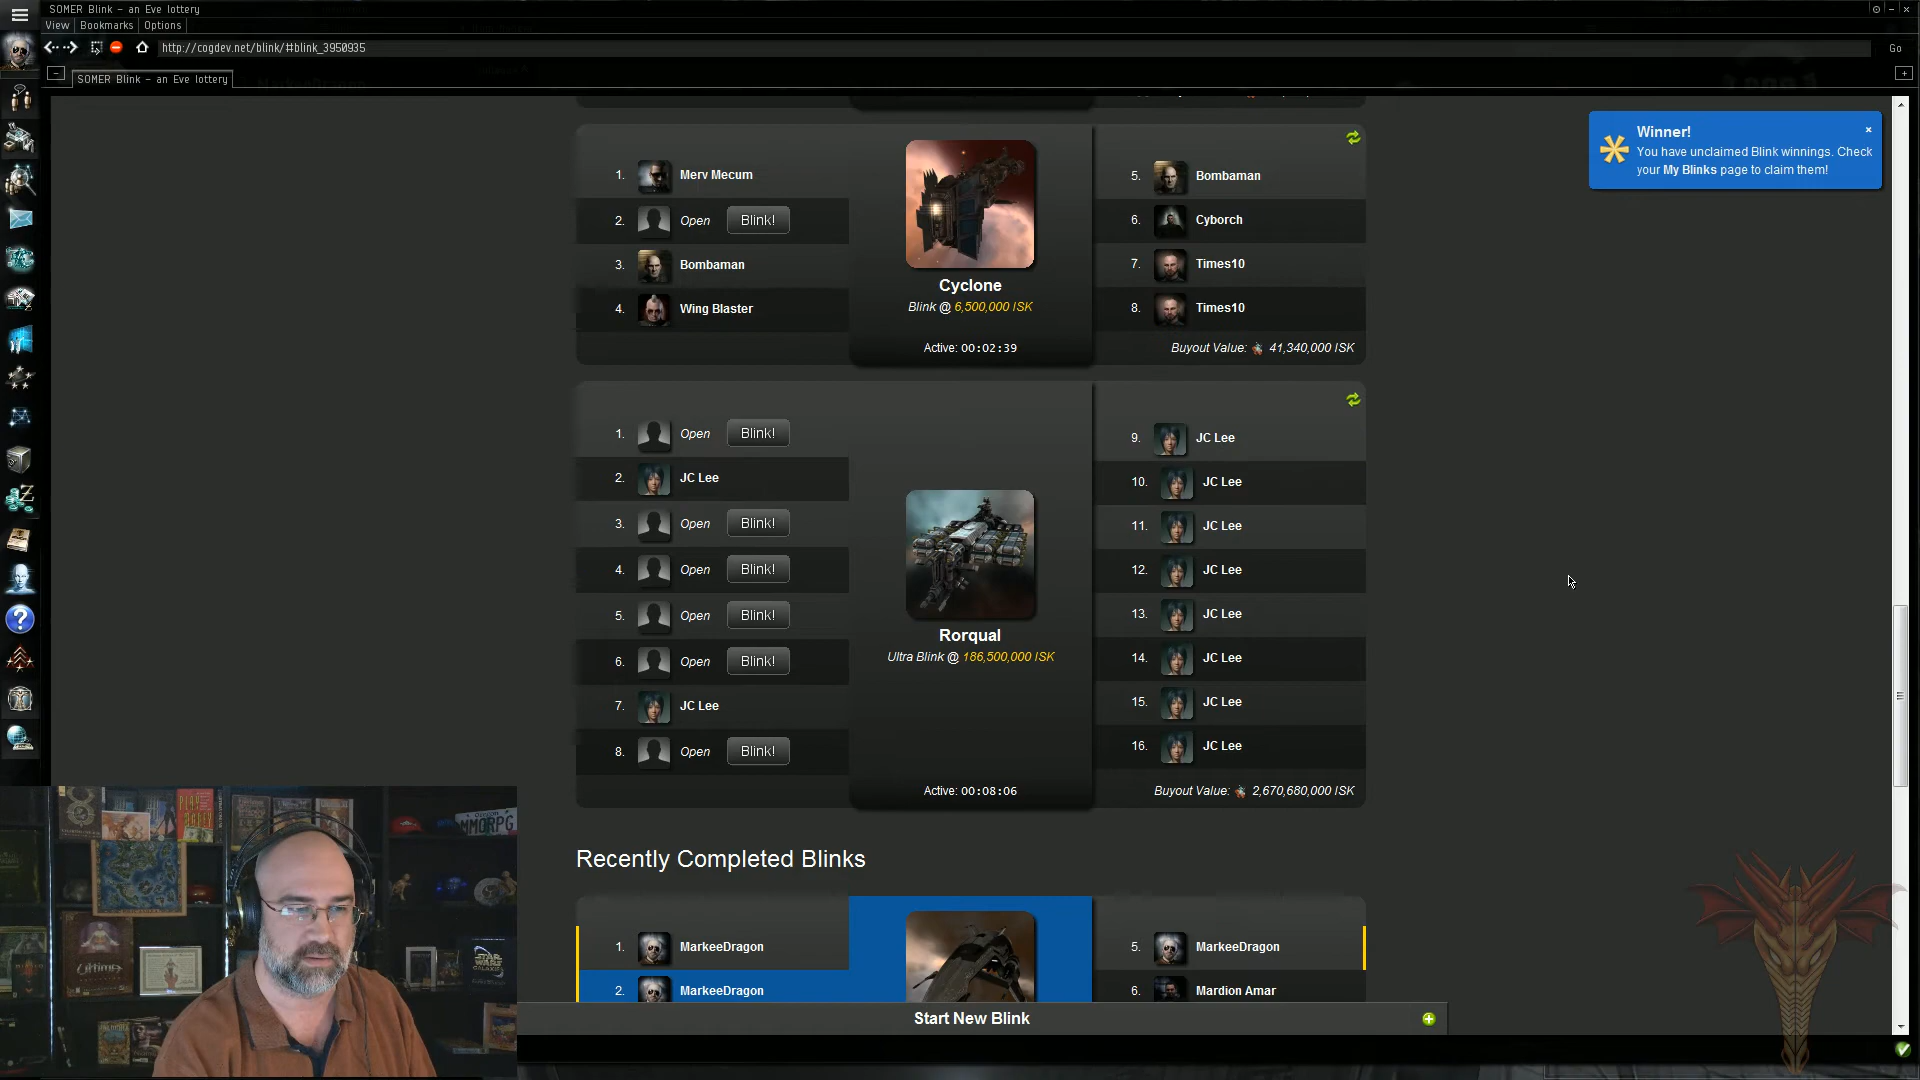 SOMER Blink – an Eve lottery
View Bookmarks Options
http://cogdev.net/blink/#blink_3950935
Go
SOMER Blink – an Eve lottery
Winner!
You have unclaimed Blink winnings. Check
your My Blinks page to claim them!
1. Merv Mecum
2. Open Blink!
3. Bombaman
4. Wing Blaster
Cyclone
Blink @ 6,500,000 ISK
Active: 00:02:39
5. Bombaman
6. Cyborch
7. Times10
8. Times10
Buyout Value: 41,340,000 ISK
1. Open Blink!
2. JC Lee
3. Open Blink!
4. Open Blink!
5. Open Blink!
6. Open Blink!
7. JC Lee
8. Open Blink!
Rorqual
Ultra Blink @ 186,500,000 ISK
Active: 00:08:06
9. JC Lee
10. JC Lee
11. JC Lee
12. JC Lee
13. JC Lee
14. JC Lee
15. JC Lee
16. JC Lee
Buyout Value: 2,670,680,000 ISK
Recently Completed Blinks
1. MarkeeDragon
2. MarkeeDragon
5. MarkeeDragon
6. Mardion Amar
Start New Blink
MMORPG
ultima
STAR WARS
GALAXIES